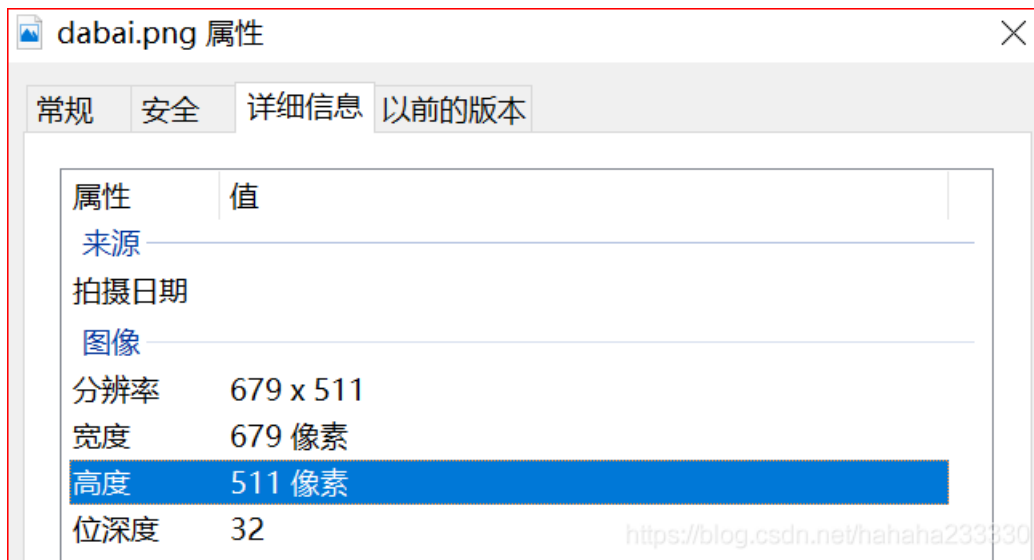 dabai.png 属性
常规 安全 详细信息 以前的版本
属性 值
来源
拍摄日期
图像
分辨率 679 x 511
宽度 679 像素
高度 511 像素
位深度 32
https://blog.csdn.net/hahaha233330